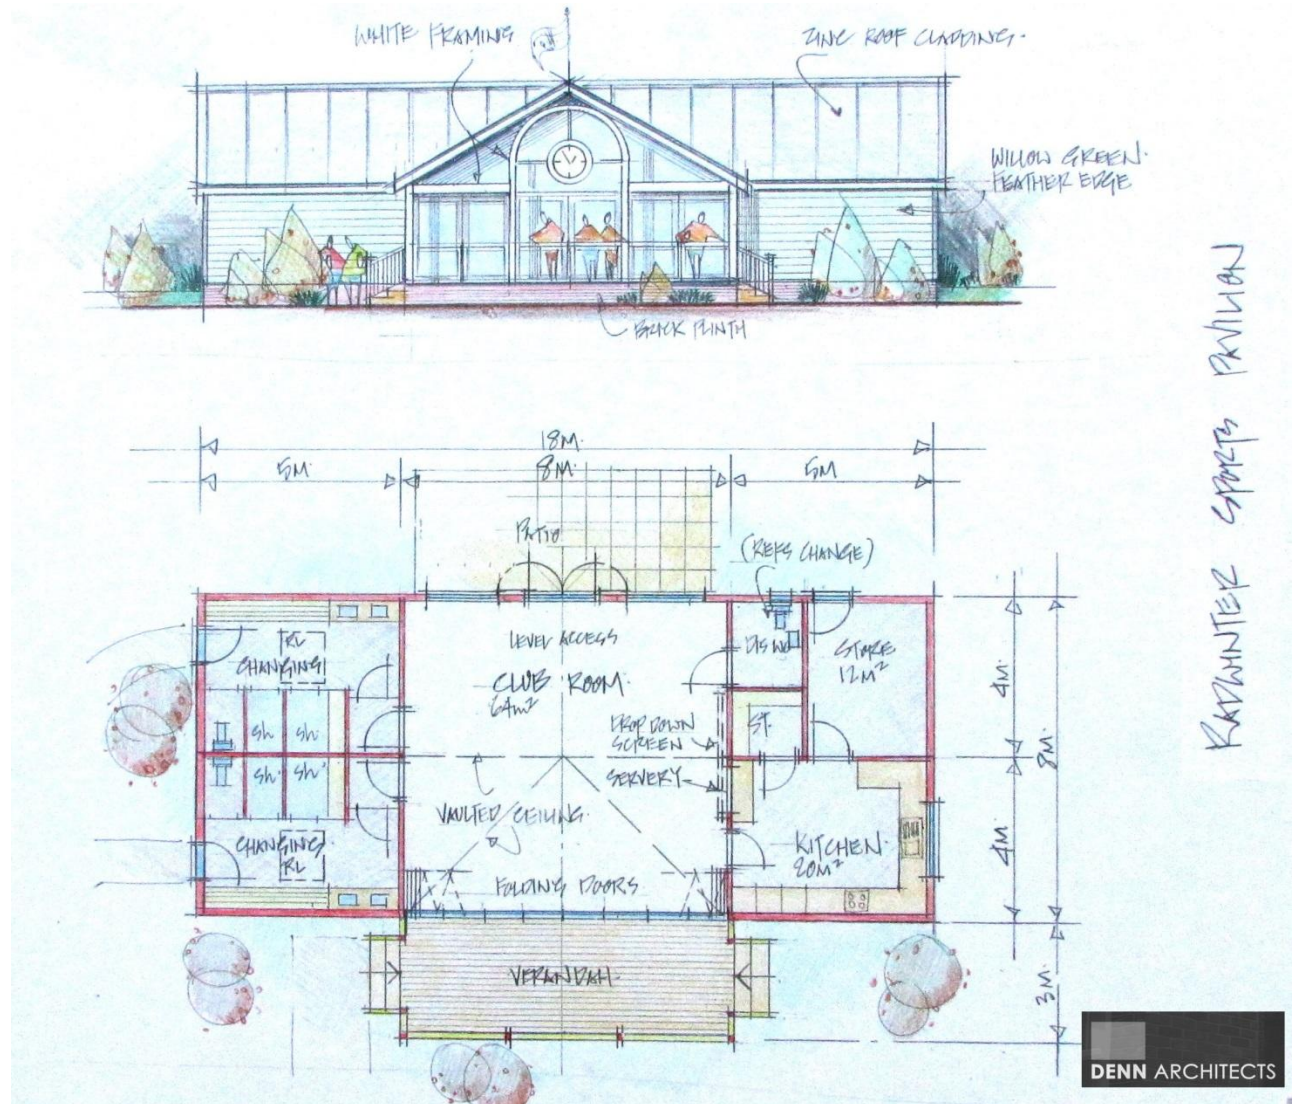 WHITE FRAMING
ZINC ROOF CLADDING.
WILLOW GREEN.
FEATHER EDGE
BRICK PLINTH
RADWINTER SPORTS PAVILION
18M.
5M.
8M.
5M
PATIO
(REFS CHANGE)
LEVEL ACCESS
CLUB ROOM.
64m²
RL
CHANGING
Sh
Sh
Sh
Sh
CHANGING
RL
DIS WC
STORE
12M²
ST.
DROP DOWN
SCREEN
SERVERY
VAULTED CEILING.
KITCHEN.
20M²
FOLDING DOORS
VERANDAH.
4M
8M.
4M
3M.
DENN ARCHITECTS